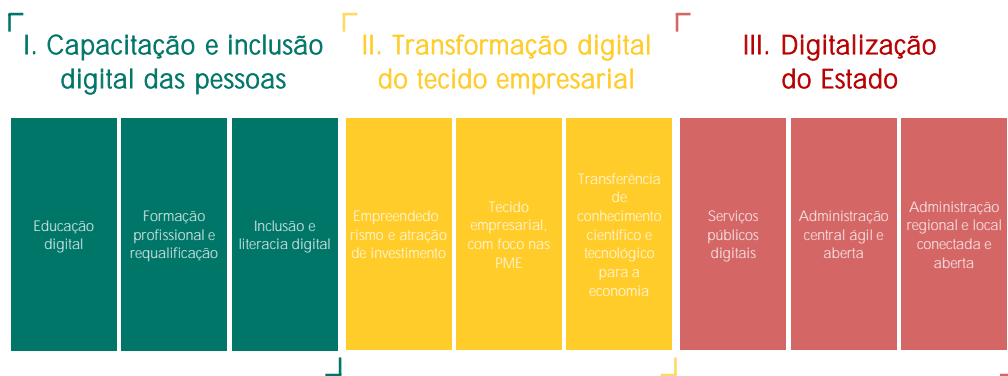 I. Capacitação e inclusão
digital das pessoas
II. Transformação digital
do tecido empresarial
III. Digitalização
do Estado
Educação
digital
Formação
profissional e
requalificação
Inclusão e
literacia digital
Empreendedo
rismo e atração
de investimento
Tecido
empresarial,
com foco nas
PME
Transferência
de
conhecimento
científico e
tecnológico
para a
economia
Serviços
públicos
digitais
Administração
central ágil e
aberta
Administração
regional e local
conectada e
aberta